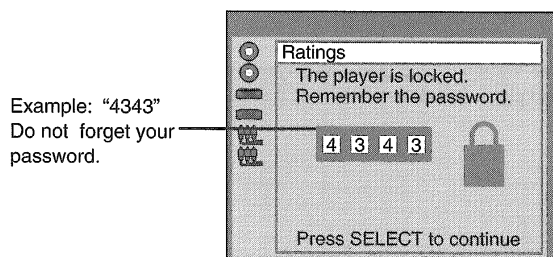 Example: “4343”
Do not forget your
password.
Ratings
The player is locked.
Remember the password.
4 3 4 3
Press SELECT to continue